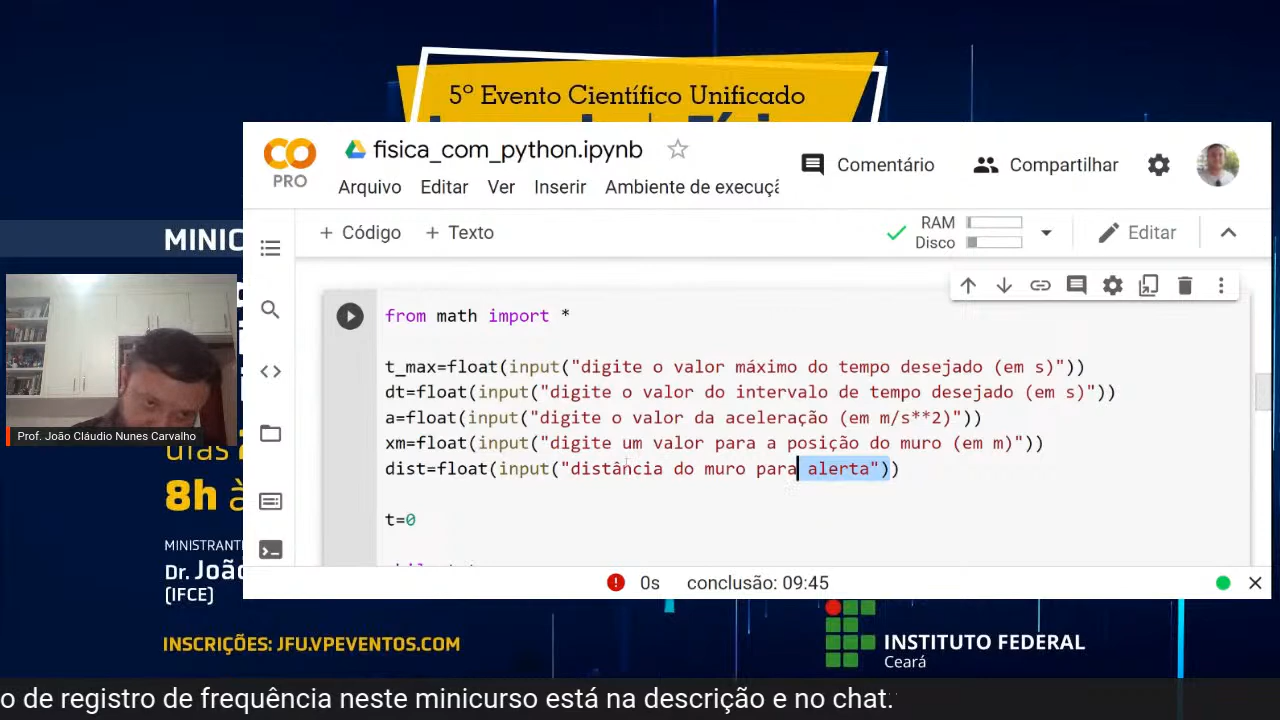 5º Evento Científico Unificado
CO
PRO
fisica_com_python.ipynb
Comentário
Compartilhar
Arquivo
Editar
Ver
Inserir
Ambiente de execuçã
+ Código
+ Texto
RAM
Disco
Editar
from math import *
t_max=float(input("digite o valor máximo do tempo desejado (em s)"))
dt=float(input("digite o valor do intervalo de tempo desejado (em s)"))
a=float(input("digite o valor da aceleração (em m/s**2)"))
xm=float(input("digite um valor para a posição do muro (em m)"))
dist=float(input("distância do muro para alerta"))
t=0
0s
conclusão: 09:45
MINIC
Prof. João Cláudio Nunes Carvalho
dias 2
8h à
MINISTRANT
Dr. João
(IFCE)
INSCRIÇÕES: JFU.VPEVENTOS.COM
INSTITUTO FEDERAL
Ceará
o de registro de frequência neste minicurso está na descrição e no chat.